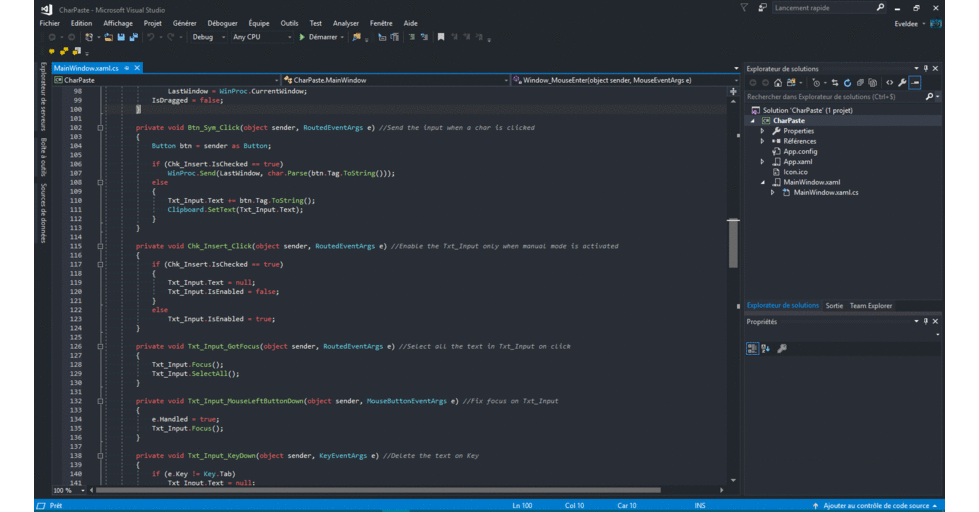 CharPaste - Microsoft Visual Studio
Lancement rapide
Fichier Edition Affichage Projet Générer Déboguer Équipe Outils Test Analyser Fenêtre Aide
Eveldee
Debug Any CPU Démarrer
MainWindow.xaml.cs
CharPaste CharPaste.MainWindow Window_MouseEnter(object sender, MouseEventArgs e)
98 LastWindow = WinProc.CurrentWindow;
99 IsDragged = false;
100 }
101
102 private void Btn_Sym_Click(object sender, RoutedEventArgs e) //Send the input when a char is clicked
103 {
104 Button btn = sender as Button;
105
106 if (Chk_Insert.IsChecked == true)
107 WinProc.Send(LastWindow, char.Parse(btn.Tag.ToString()));
108 else
109 {
110 Txt_Input.Text += btn.Tag.ToString();
111 Clipboard.SetText(Txt_Input.Text);
112 }
113 }
114
115 private void Chk_Insert_Click(object sender, RoutedEventArgs e) //Enable the Txt_Input only when manual mode is activated
116 {
117 if (Chk_Insert.IsChecked == true)
118 {
119 Txt_Input.Text = null;
120 Txt_Input.IsEnabled = false;
121 }
122 else
123 Txt_Input.IsEnabled = true;
124 }
125
126 private void Txt_Input_GotFocus(object sender, RoutedEventArgs e) //Select all the text in Txt_Input on click
127 {
128 Txt_Input.Focus();
129 Txt_Input.SelectAll();
130 }
131
132 private void Txt_Input_MouseLeftButtonDown(object sender, MouseButtonEventArgs e) //Fix focus on Txt_Input
133 {
134 e.Handled = true;
135 Txt_Input.Focus();
136 }
137
138 private void Txt_Input_KeyDown(object sender, KeyEventArgs e) //Delete the text on Key
139 {
140 if (e.Key != Key.Tab)
141 Txt_Input.Text = null;
100 %
Explorateur de serveurs
Boîte à outils
Sources de données
Explorateur de solutions
Rechercher dans Explorateur de solutions (Ctrl+$)
Solution 'CharPaste' (1 projet)
CharPaste
Properties
Références
App.config
App.xaml
Icon.ico
MainWindow.xaml
MainWindow.xaml.cs
Explorateur de solutions Sortie Team Explorer
Propriétés
Prêt Ln 100 Col 10 Car 10 INS Ajouter au contrôle de code source